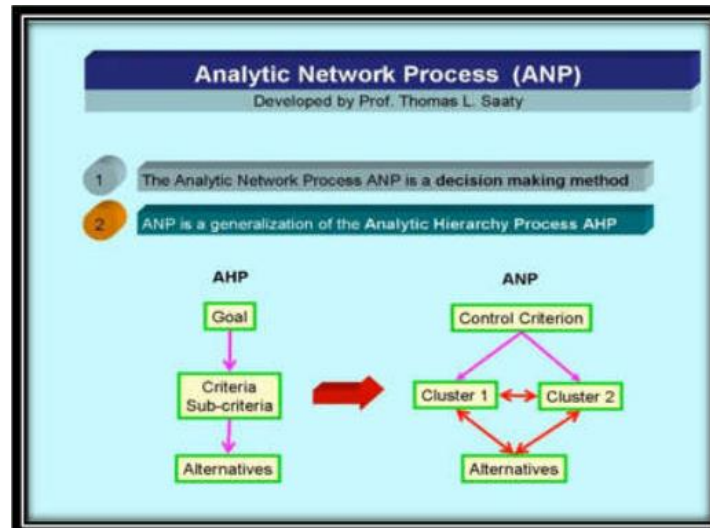 Analytic Network Process (ANP)
Developed by Prof. Thomas L. Saaty
1
The Analytic Network Process ANP is a decision making method
2
ANP is a generalization of the Analytic Hierarchy Process AHP
AHP
ANP
Goal
Control Criterion
Criteria
Sub-criteria
Cluster 1
Cluster 2
Alternatives
Alternatives